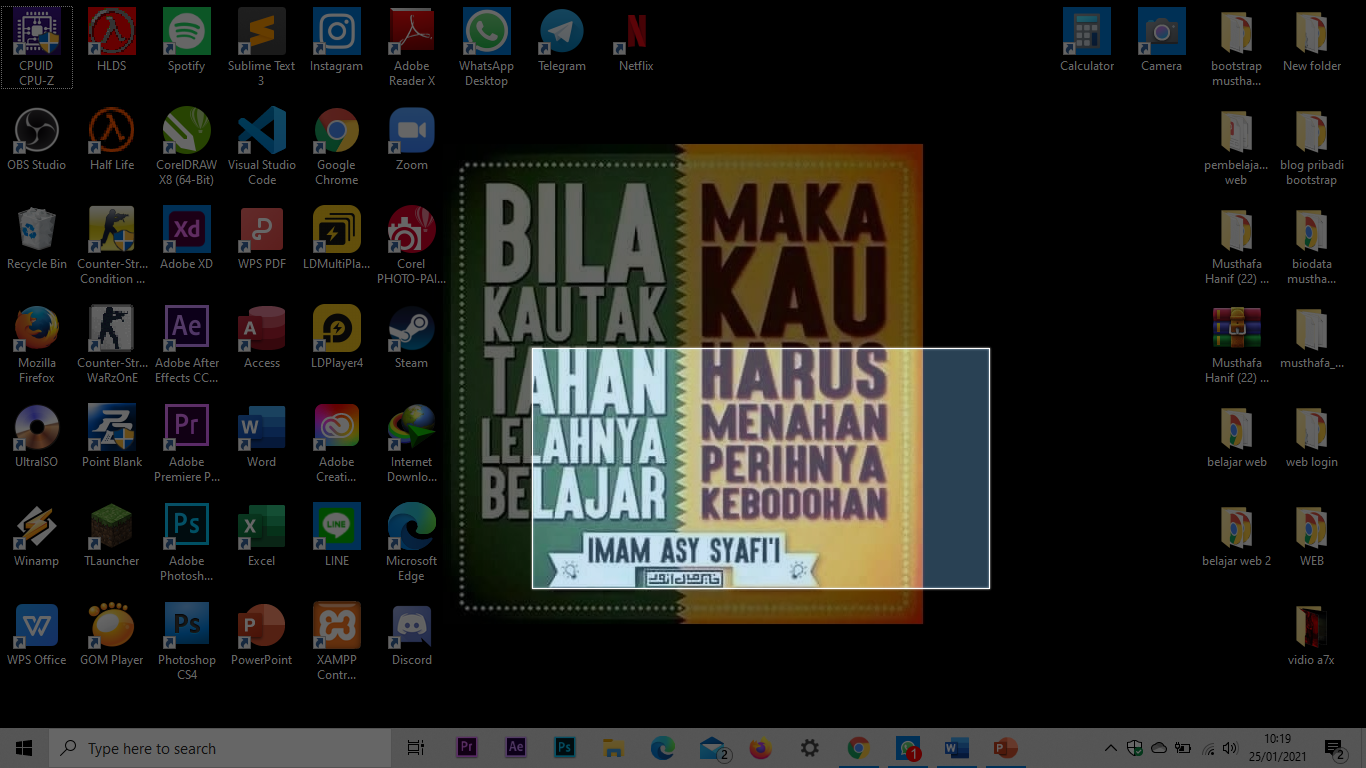 CPUID
CPU-Z
HLDS
Spotify
Sublime Text
3
Instagram
Adobe
Reader X
WhatsApp
Desktop
Telegram
Netflix
Calculator
Camera
bootstrap
mustha...
New folder
OBS Studio
Half Life
CorelDRAW
X8 (64-Bit)
Visual Studio
Code
Google
Chrome
Zoom
pembelaja...
web
blog pribadi
bootstrap
Recycle Bin
Counter-Str...
Condition ...
Adobe XD
WPS PDF
LDMultiPla...
Corel
PHOTO-PAI...
Musthafa
Hanif (22) ...
biodata
mustha...
Mozilla
Firefox
Counter-Str...
WaRzOnE
Adobe After
Effects CC...
Access
LDPlayer4
Steam
Musthafa
Hanif (22) ...
musthafa_...
UltraISO
Point Blank
Adobe
Premiere P...
Word
Adobe
Creati...
Internet
Downlo...
belajar web
web login
Winamp
TLauncher
Adobe
Photosh...
Excel
LINE
Microsoft
Edge
belajar web 2
WEB
WPS Office
GOM Player
Photoshop
CS4
PowerPoint
XAMPP
Contr...
Discord
vidio a7x
BILA
KAU TAK
TAHAN
LELAHNYA
BELAJAR
MAKA
KAU
HARUS
MENAHAN
PERIHNYA
KEBODOHAN
IMAM ASY SYAFI'I
Type here to search
2
1
10:19
25/01/2021
2